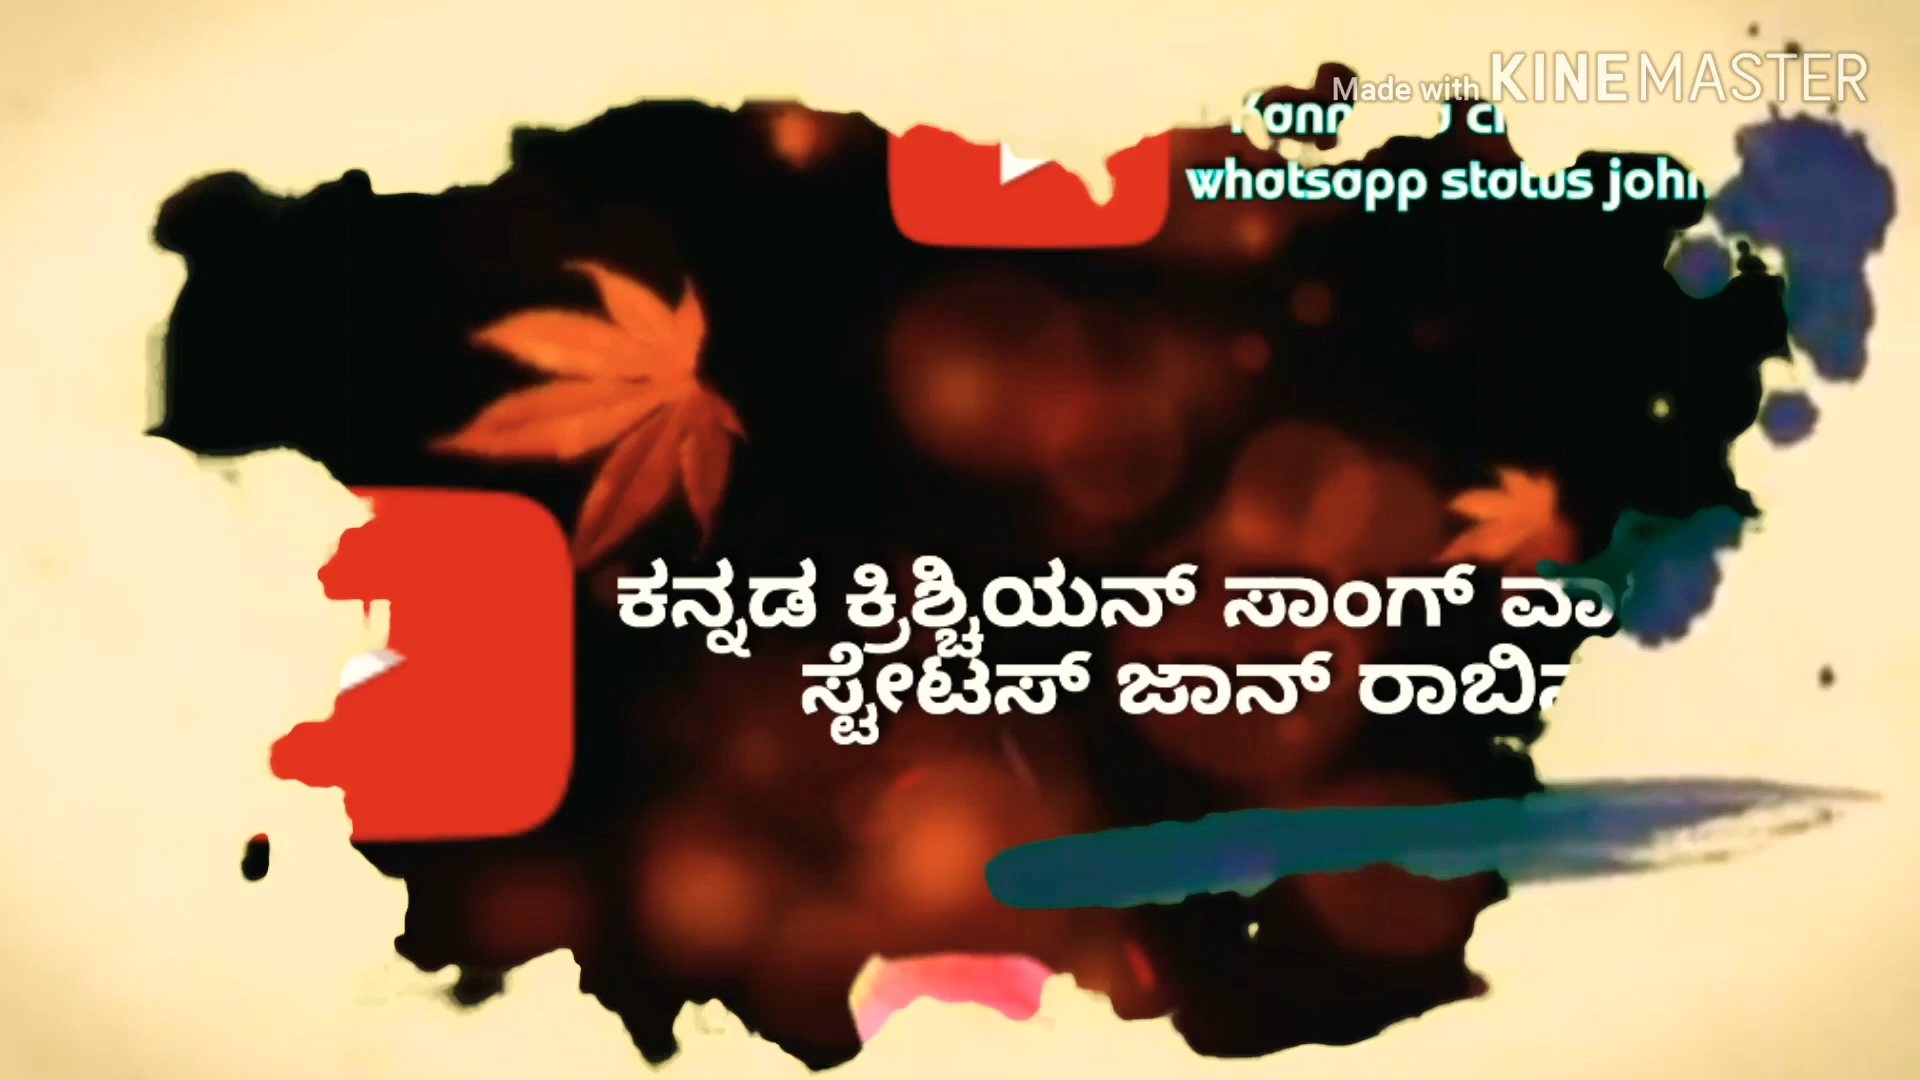 Made with KINEMASTER
whatsapp status
ಕನ್ನಡ ಕ್ರಿಶ್ಚಿಯನ್ ಸಾಂಗ್
ಸ್ಟೇಟಸ್ ಜಾನ್